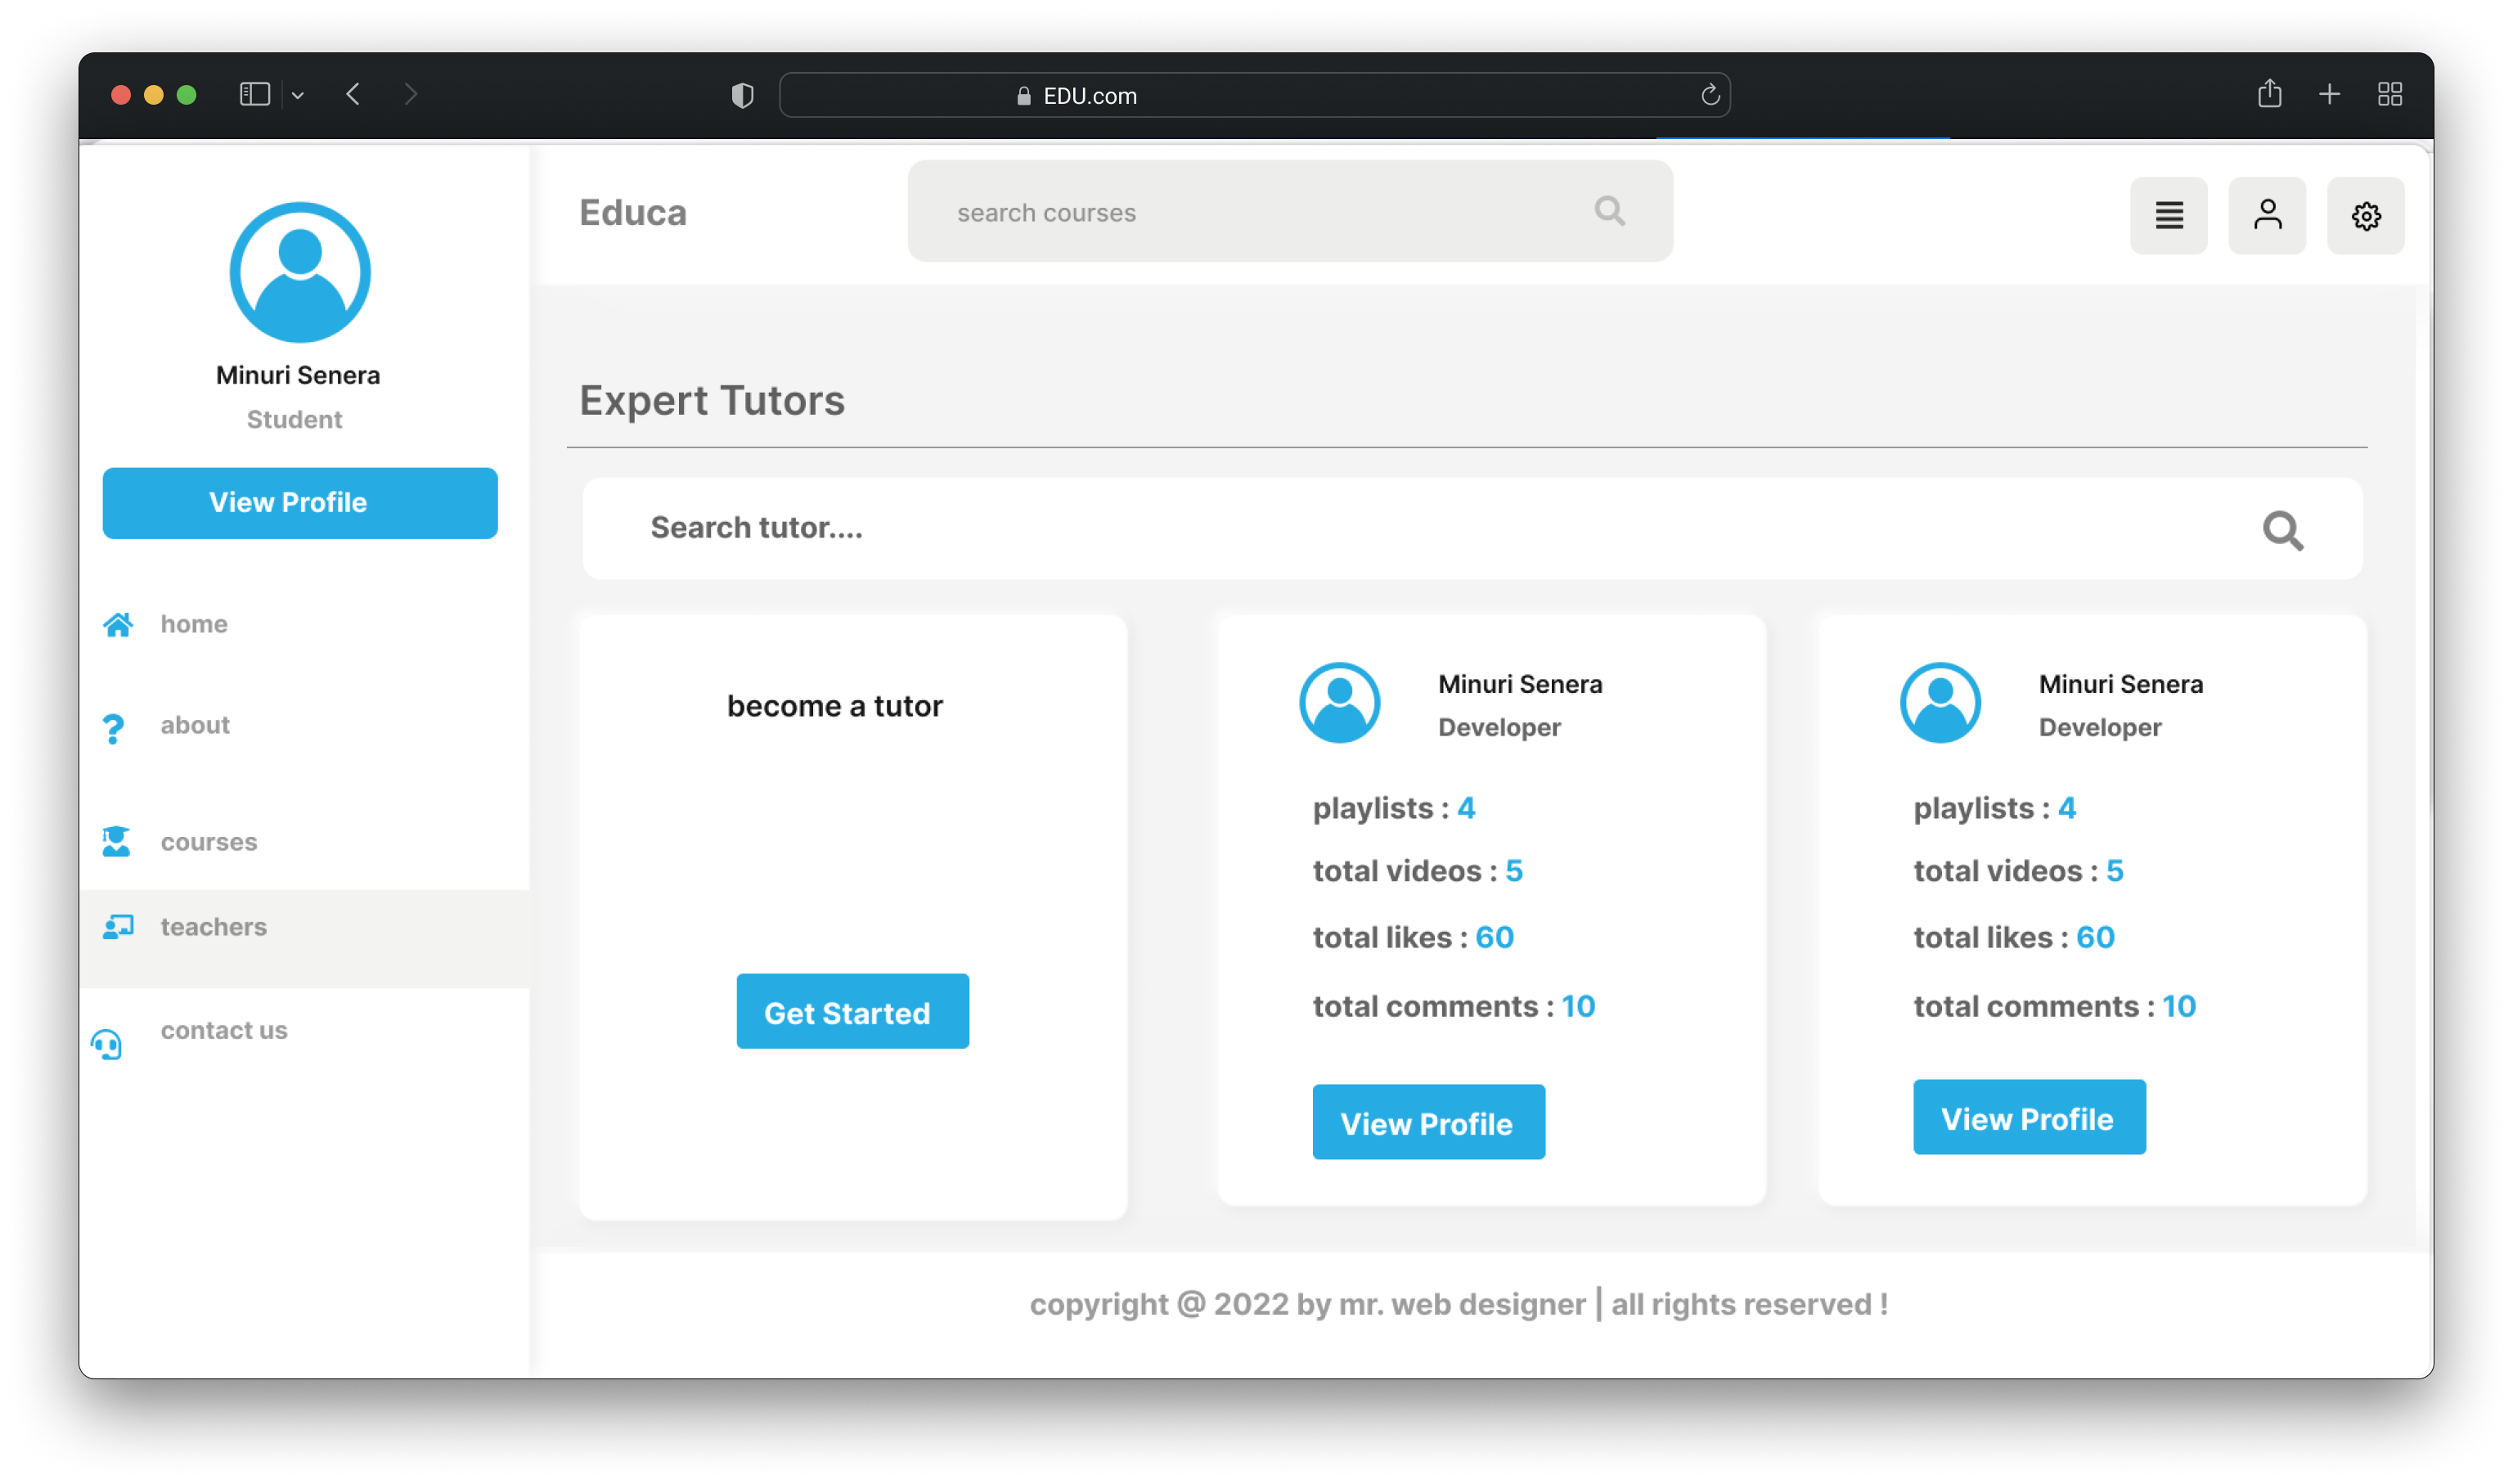 EDU.com
Educa
search courses
Minuri Senera
Student
View Profile
home
about
courses
teachers
contact us
Expert Tutors
Search tutor....
become a tutor
Get Started
Minuri Senera
Developer
playlists : 4
total videos : 5
total likes : 60
total comments : 10
View Profile
Minuri Senera
Developer
playlists : 4
total videos : 5
total likes : 60
total comments : 10
View Profile
copyright @ 2022 by mr. web designer | all rights reserved !